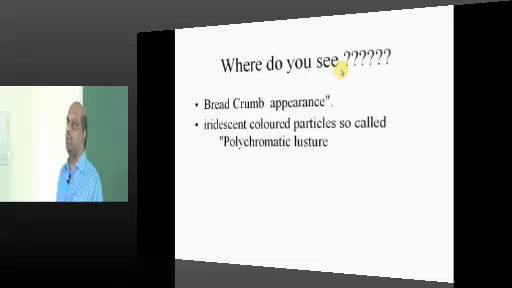 Where do you see ??????
• Bread Crumb appearance".
• iridescent coloured particles so called
"Polychromatic lusture